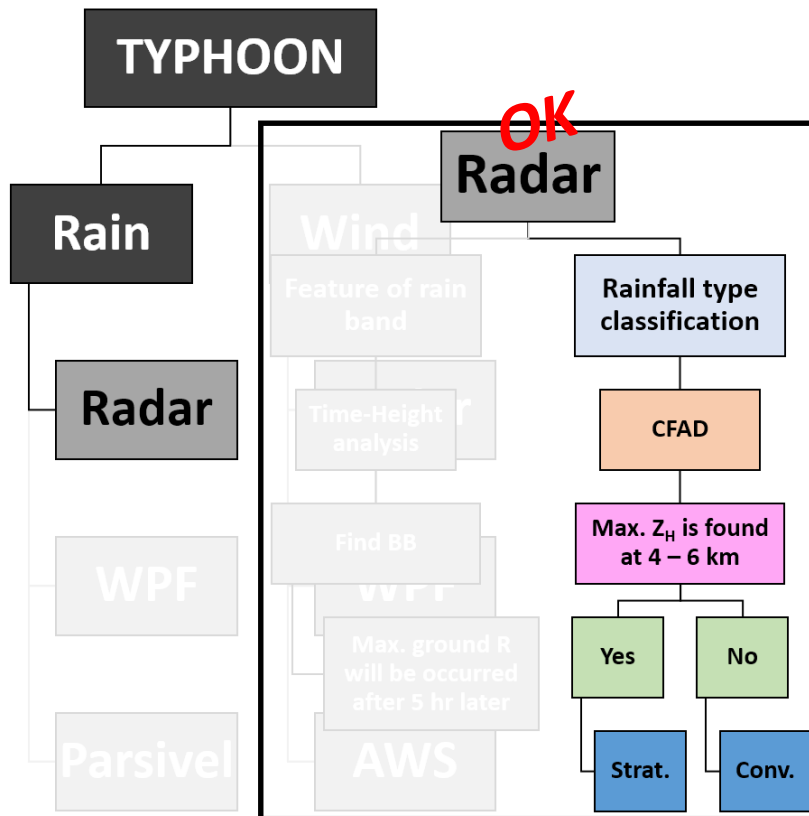 TYPHOON
OK
Radar
Rain
Wind
Feature of rain
band
Rainfall type
classification
Radar
Time-Height
analysis
r
CFAD
Find BB
Max. Z_H is found
at 4 – 6 km
WPF
WPF
Max. ground R
will be occurred
after 5 hr later
Yes
No
Parsivel
AWS
Strat.
Conv.